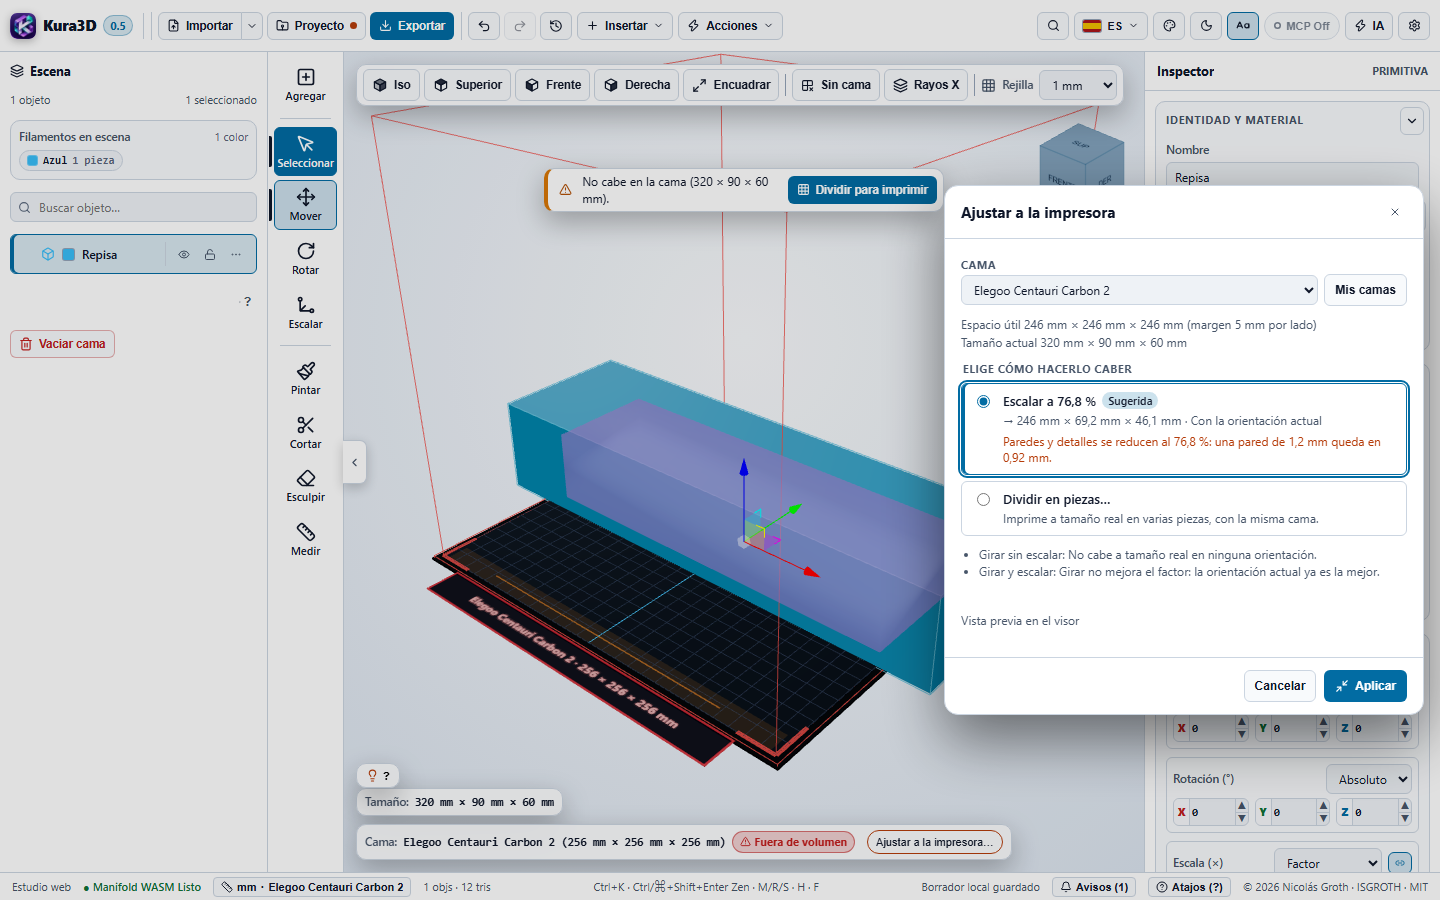 Kura3D 0.5 Importar Proyecto Exportar Insertar Acciones ES Aa MCP Off IA
Escena
1 objeto 1 seleccionado
Filamentos en escena 1 color
Azul 1 pieza
Buscar objeto...
Repisa
?
Vaciar cama
Agregar
Seleccionar
Mover
Rotar
Escalar
Pintar
Cortar
Esculpir
Medir
Iso Superior Frente Derecha Encuadrar Sin cama Rayos X Rejilla 1 mm
No cabe en la cama (320 × 90 × 60
mm).
Dividir para imprimir
Elegoo Centauri Carbon 2 · 256 × 256 × 256 mm
?
Tamaño: 320 mm × 90 mm × 60 mm
Cama: Elegoo Centauri Carbon 2 (256 mm × 256 mm × 256 mm) Fuera de volumen Ajustar a la impresora...
Inspector PRIMITIVA
IDENTIDAD Y MATERIAL
Nombre
Repisa
Ajustar a la impresora
CAMA
Elegoo Centauri Carbon 2 Mis camas
Espacio útil 246 mm × 246 mm × 246 mm (margen 5 mm por lado)
Tamaño actual 320 mm × 90 mm × 60 mm
ELIGE CÓMO HACERLO CABER
Escalar a 76,8 % Sugerida
→ 246 mm × 69,2 mm × 46,1 mm · Con la orientación actual
Paredes y detalles se reducen al 76,8 %: una pared de 1,2 mm queda en
0,92 mm.
Dividir en piezas...
Imprime a tamaño real en varias piezas, con la misma cama.
• Girar sin escalar: No cabe a tamaño real en ninguna orientación.
• Girar y escalar: Girar no mejora el factor: la orientación actual ya es la mejor.
Vista previa en el visor
Cancelar Aplicar
X 0 Y 0 Z 0
Rotación (°) Absoluto
X 0 Y 0 Z 0
Escala (×) Factor
Estudio web Manifold WASM Listo mm · Elegoo Centauri Carbon 2 1 objs · 12 tris Ctrl+K · Ctrl/⌘+Shift+Enter Zen · M/R/S · H · F Borrador local guardado Avisos (1) Atajos (?) © 2026 Nicolás Groth · ISGROTH · MIT